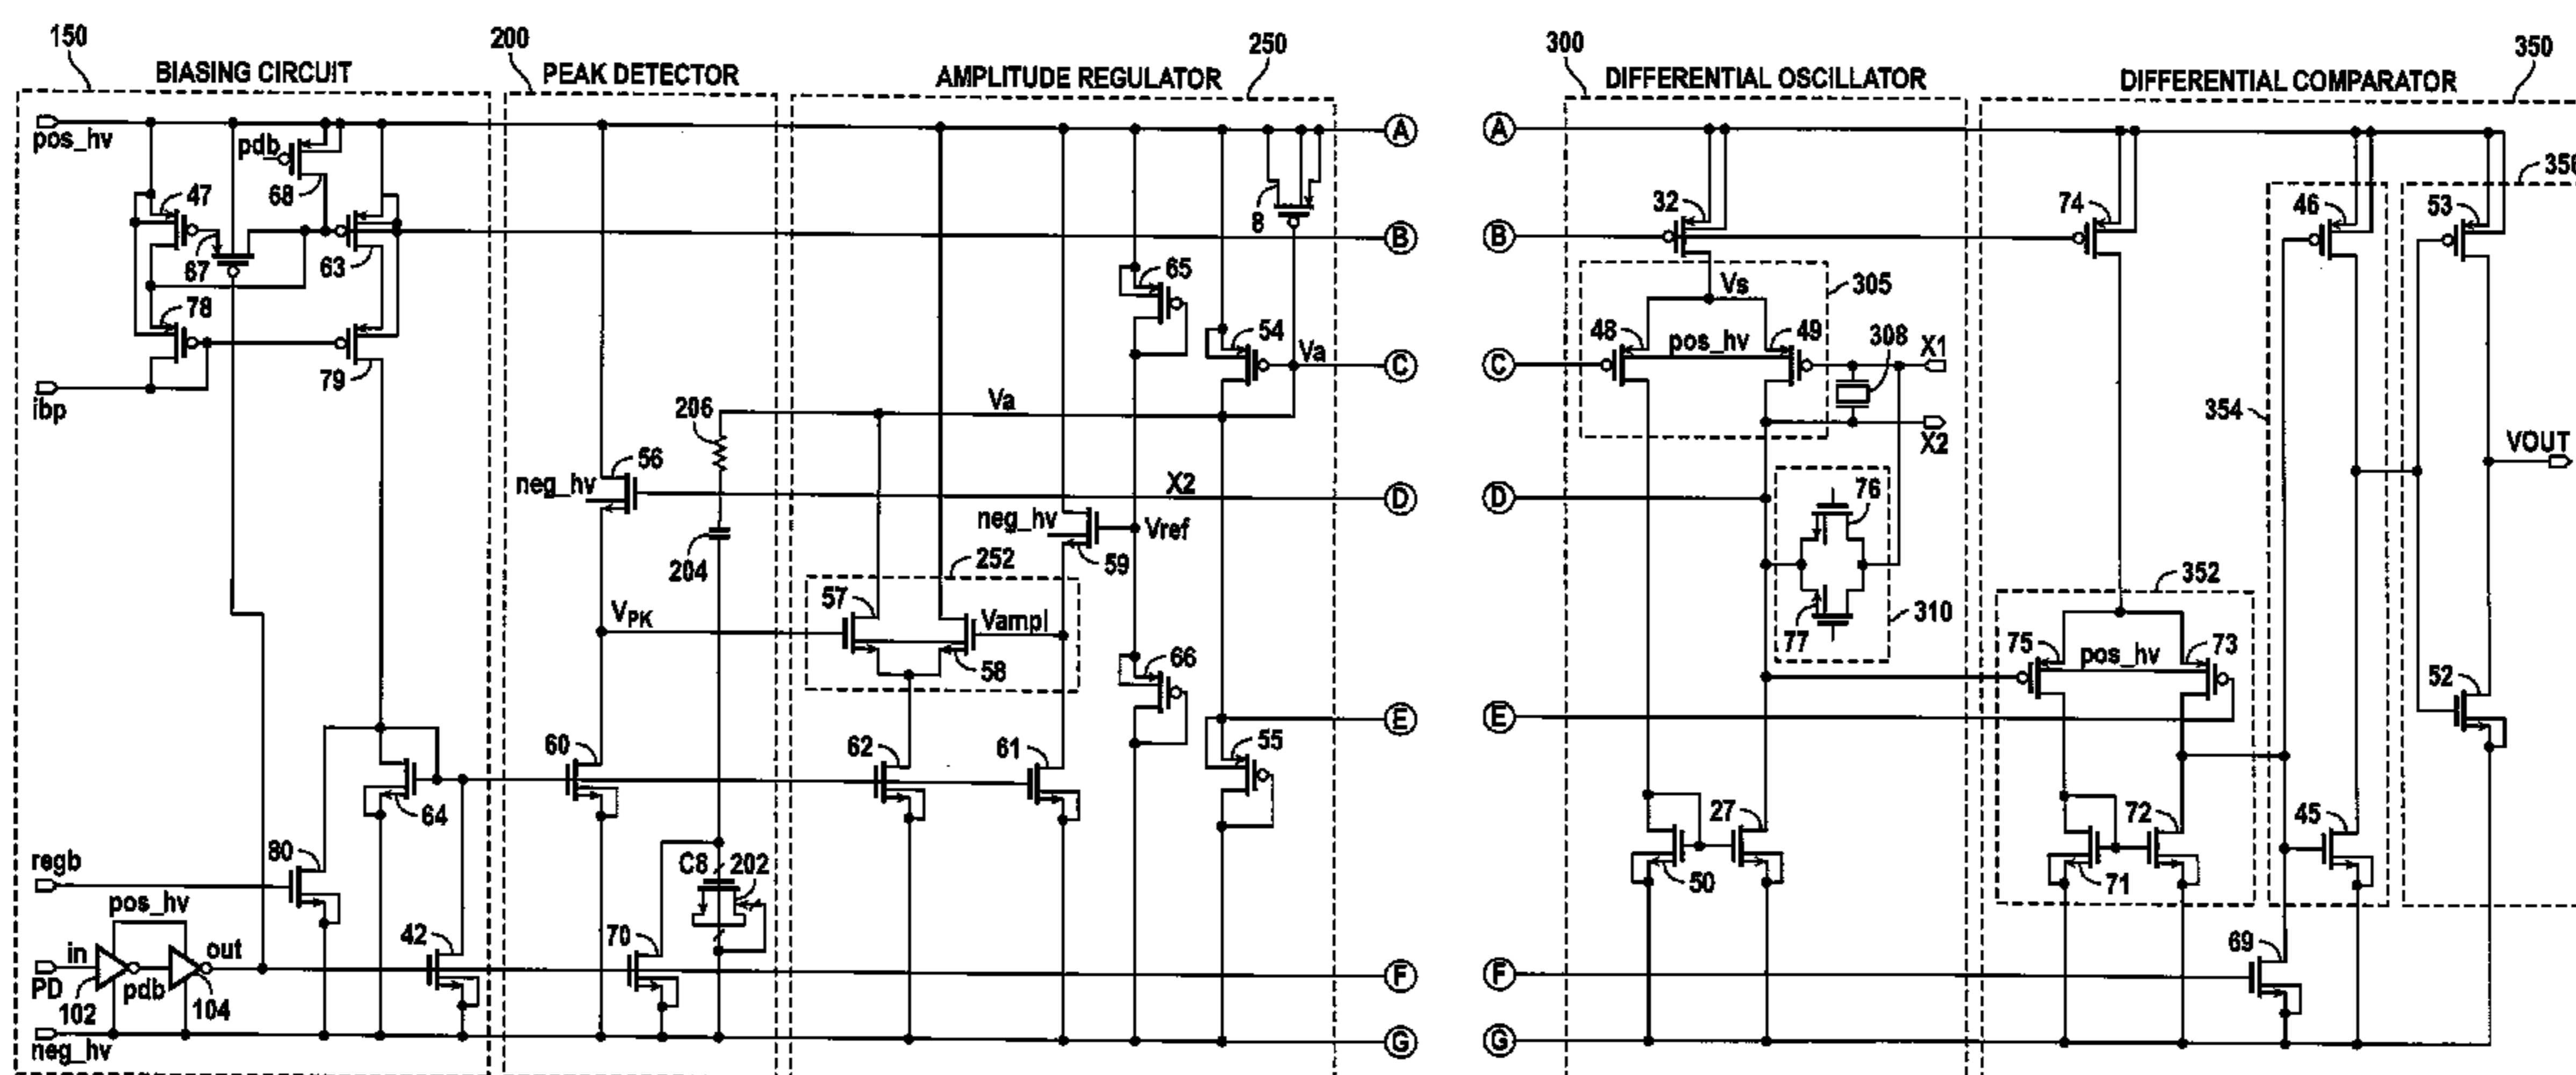 150
BIASING CIRCUIT
200
PEAK DETECTOR
AMPLITUDE REGULATOR
250
300
DIFFERENTIAL OSCILLATOR
DIFFERENTIAL COMPARATOR
350
pos_hv
pdb
68
47
67
63
78
79
ibp
regb
80
64
pos_hv
in
PD
102
pdb
104
out
42
neg_hv
206
neg_hv
56
204
VPK
60
C8
202
70
8
65
54
Va
Va
X2
neg_hv
Vref
59
252
57
Vampl
58
66
62
61
55
A
B
C
D
E
F
G
A
B
C
D
E
F
G
32
Vs
305
48
pos_hv
49
308
X1
X2
76
77
310
27
50
74
46
53
356
354
VOUT
352
75
pos_hv
73
52
72
71
45
69